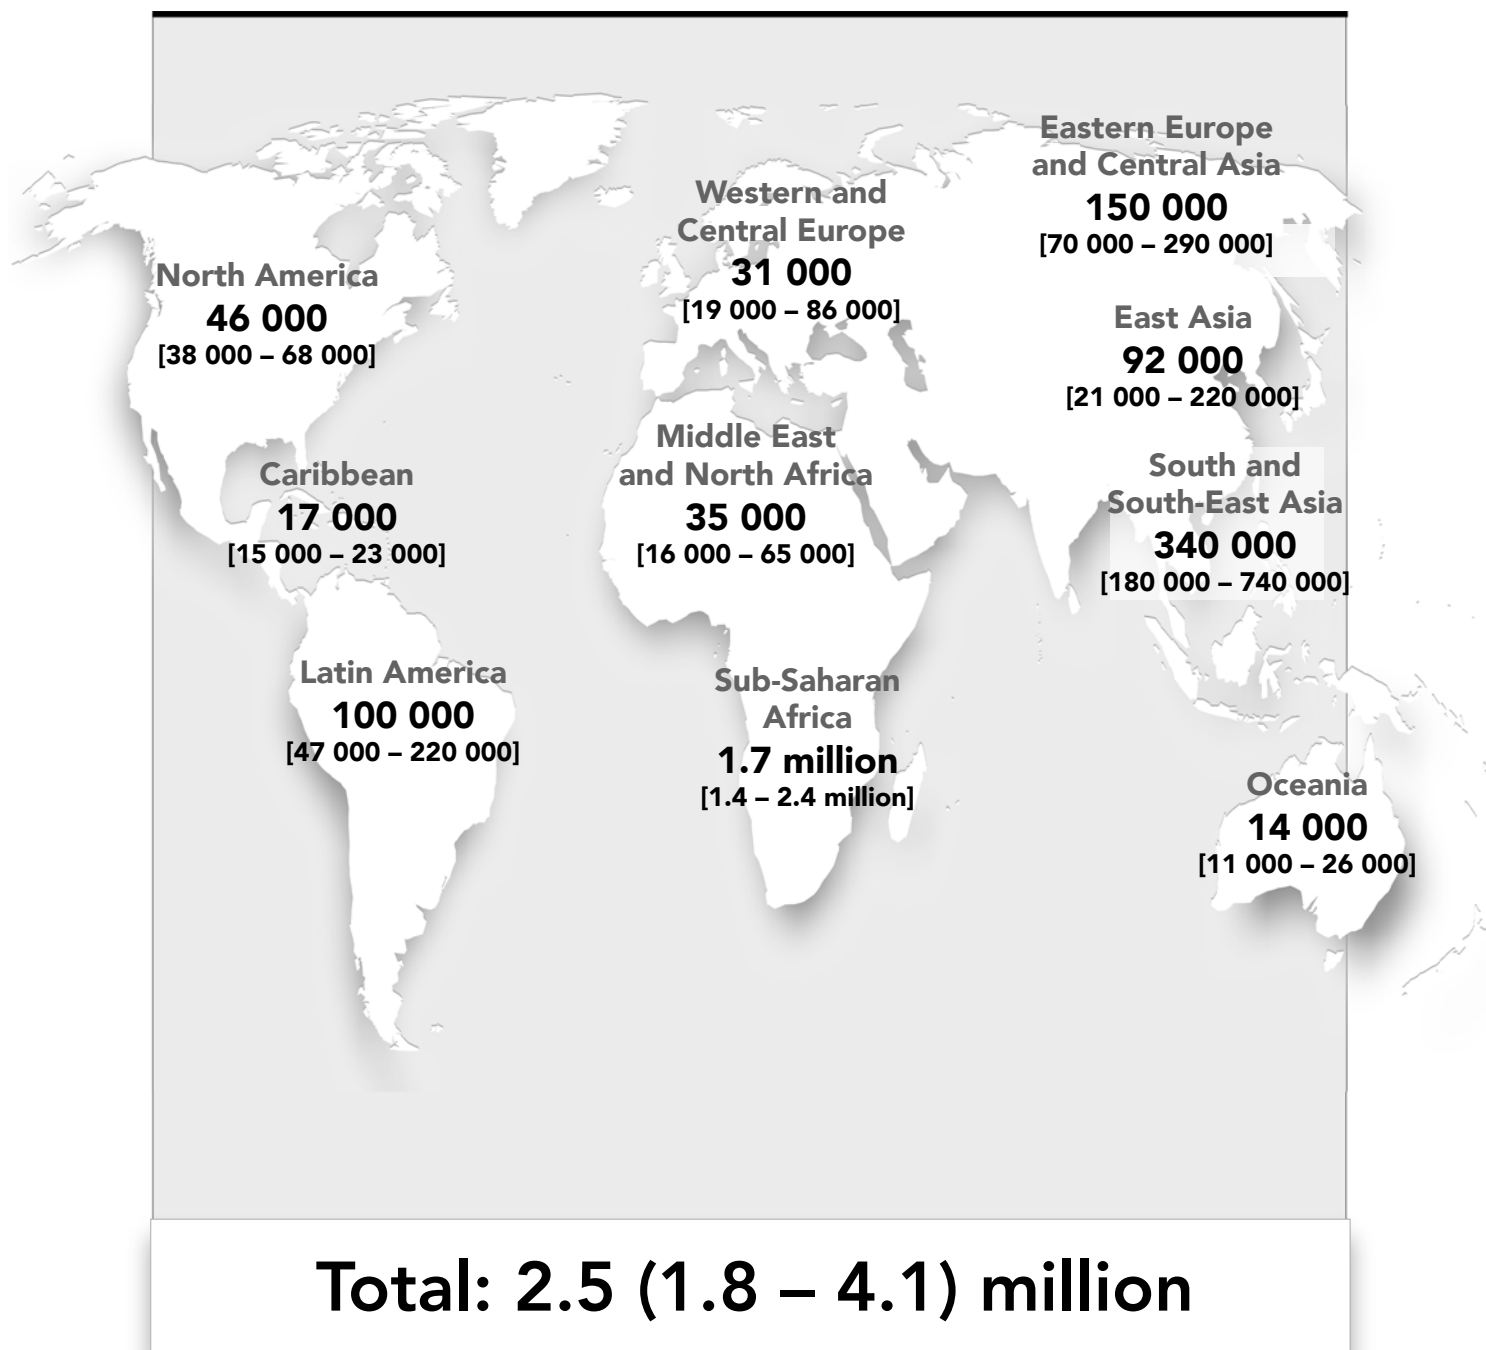 Eastern Europe
and Central Asia
150 000
[70 000 – 290 000]
Western and
Central Europe
31 000
[19 000 – 86 000]
North America
46 000
[38 000 – 68 000]
East Asia
92 000
[21 000 – 220 000]
Middle East
and North Africa
35 000
[16 000 – 65 000]
Caribbean
17 000
[15 000 – 23 000]
South and
South-East Asia
340 000
[180 000 – 740 000]
Latin America
100 000
[47 000 – 220 000]
Sub-Saharan
Africa
1.7 million
[1.4 – 2.4 million]
Oceania
14 000
[11 000 – 26 000]
Total: 2.5 (1.8 – 4.1) million